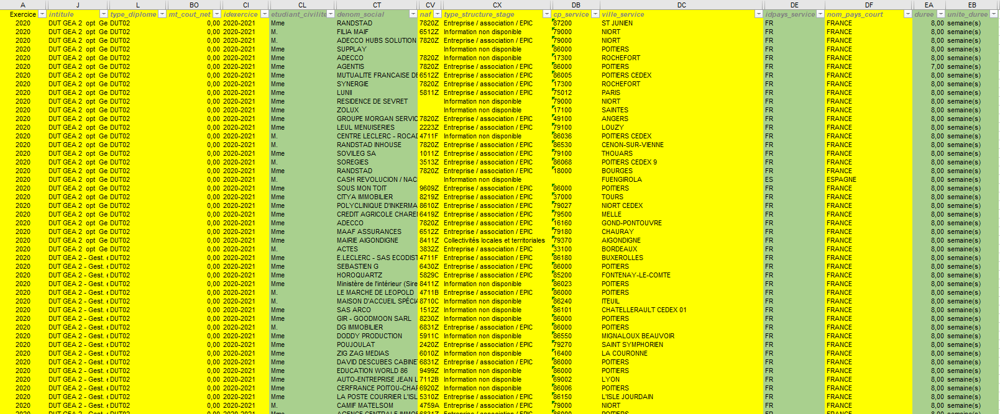 A J L BO CI CL CT CV CX DB DC DE DF EA EB
Exercice intitule type_diplome mt_cout_net idexercice etudiant_civilite denom_social naf type_structure_stage cp_service ville_service idpays_service nom_pays_court duree unite_duree
2020 DUT GEA 2 opt Ge DUT02 0,00 2020-2021 Mme RANDSTAD 7820Z Entreprise / association / EPIC 87200 ST JUNIEN FR FRANCE 8,00 semaine(s)
2020 DUT GEA 2 opt Ge DUT02 0,00 2020-2021 M. FILIA MAIF 6512Z Information non disponible 79000 NIORT FR FRANCE 8,00 semaine(s)
2020 DUT GEA 2 opt Ge DUT02 0,00 2020-2021 M. ADECCO HUBS SOLUTION 7820Z Entreprise / association / EPIC 79000 NIORT FR FRANCE 8,00 semaine(s)
2020 DUT GEA 2 opt Ge DUT02 0,00 2020-2021 Mme SUPPLAY Information non disponible 86000 POITIERS FR FRANCE 8,00 semaine(s)
2020 DUT GEA 2 opt Ge DUT02 0,00 2020-2021 Mme ADECCO 7820Z Information non disponible 17300 ROCHEFORT FR FRANCE 8,00 semaine(s)
2020 DUT GEA 2 opt Ge DUT02 0,00 2020-2021 Mme AGENTIS 7820Z Entreprise / association / EPIC 86000 POITIERS FR FRANCE 7,00 semaine(s)
2020 DUT GEA 2 opt Ge DUT02 0,00 2020-2021 Mme MUTUALITE FRANCAISE DE 6512Z Entreprise / association / EPIC 86005 POITIERS CEDEX FR FRANCE 8,00 semaine(s)
2020 DUT GEA 2 opt Ge DUT02 0,00 2020-2021 Mme SYNERGIE 7820Z Entreprise / association / EPIC 17300 ROCHEFORT FR FRANCE 8,00 semaine(s)
2020 DUT GEA 2 opt Ge DUT02 0,00 2020-2021 Mme LUNII 5811Z Entreprise / association / EPIC 75012 PARIS FR FRANCE 8,00 semaine(s)
2020 DUT GEA 2 opt Ge DUT02 0,00 2020-2021 Mme RESIDENCE DE SEVRET Information non disponible 79000 NIORT FR FRANCE 8,00 semaine(s)
2020 DUT GEA 2 opt Ge DUT02 0,00 2020-2021 Mme ZOLUX Information non disponible 17100 SAINTES FR FRANCE 8,00 semaine(s)
2020 DUT GEA 2 opt Ge DUT02 0,00 2020-2021 Mme GROUPE MORGAN SERVIC 7820Z Entreprise / association / EPIC 49100 ANGERS FR FRANCE 8,00 semaine(s)
2020 DUT GEA 2 opt Ge DUT02 0,00 2020-2021 Mme LEUL MENUISERIES 2223Z Entreprise / association / EPIC 79100 LOUZY FR FRANCE 8,00 semaine(s)
2020 DUT GEA 2 opt Ge DUT02 0,00 2020-2021 M. CENTRE LECLERC - ROCAD 4711F Information non disponible 86036 POITIERS CEDEX FR FRANCE 8,00 semaine(s)
2020 DUT GEA 2 opt Ge DUT02 0,00 2020-2021 M. RANDSTAD INHOUSE 7820Z Entreprise / association / EPIC 86530 CENON-SUR-VIENNE FR FRANCE 8,00 semaine(s)
2020 DUT GEA 2 opt Ge DUT02 0,00 2020-2021 Mme SOVILEG SA 1011Z Entreprise / association / EPIC 79100 THOUARS FR FRANCE 8,00 semaine(s)
2020 DUT GEA 2 opt Ge DUT02 0,00 2020-2021 M. SOREGIES 3513Z Entreprise / association / EPIC 86068 POITIERS CEDEX 9 FR FRANCE 8,00 semaine(s)
2020 DUT GEA 2 opt Ge DUT02 0,00 2020-2021 Mme RANDSTAD 7820Z Entreprise / association / EPIC 18000 BOURGES FR FRANCE 8,00 semaine(s)
2020 DUT GEA 2 opt Ge DUT02 0,00 2020-2021 M. CASH REVOLUCION / NAC Information non disponible FUENGIROLA ES ESPAGNE 8,00 semaine(s)
2020 DUT GEA 2 opt Ge DUT02 0,00 2020-2021 Mme SOUS MON TOIT 9609Z Entreprise / association / EPIC 86000 POITIERS FR FRANCE 8,00 semaine(s)
2020 DUT GEA 2 opt Ge DUT02 0,00 2020-2021 Mme CITYA IMMOBILIER 8219Z Entreprise / association / EPIC 37000 TOURS FR FRANCE 8,00 semaine(s)
2020 DUT GEA 2 opt Ge DUT02 0,00 2020-2021 Mme POLYCLINIQUE D'INKERMA 8610Z Entreprise / association / EPIC 79027 NIORT CEDEX FR FRANCE 8,00 semaine(s)
2020 DUT GEA 2 opt Ge DUT02 0,00 2020-2021 Mme CREDIT AGRICOLE CHAREI 6419Z Entreprise / association / EPIC 79500 MELLE FR FRANCE 8,00 semaine(s)
2020 DUT GEA 2 opt Ge DUT02 0,00 2020-2021 Mme ADECCO 7820Z Entreprise / association / EPIC 16160 GOND-PONTOUVRE FR FRANCE 8,00 semaine(s)
2020 DUT GEA 2 opt Ge DUT02 0,00 2020-2021 Mme MAAF ASSURANCES 6512Z Entreprise / association / EPIC 79180 CHAURAY FR FRANCE 8,00 semaine(s)
2020 DUT GEA 2 opt Ge DUT02 0,00 2020-2021 Mme MAIRIE AIGONDIGNE 8411Z Collectivités locales et territoriales 79370 AIGONDIGNE FR FRANCE 8,00 semaine(s)
2020 DUT GEA 2 opt Ge DUT02 0,00 2020-2021 M. ACTES 3832Z Entreprise / association / EPIC 33100 BORDEAUX FR FRANCE 8,00 semaine(s)
2020 DUT GEA 2 - Gest. e DUT02 0,00 2020-2021 Mme E.LECLERC - SAS ECODIST 4711F Entreprise / association / EPIC 86180 BUXEROLLES FR FRANCE 8,00 semaine(s)
2020 DUT GEA 2 - Gest. e DUT02 0,00 2020-2021 Mme SEBASTIEN G 6430Z Entreprise / association / EPIC 86000 POITIERS FR FRANCE 8,00 semaine(s)
2020 DUT GEA 2 - Gest. e DUT02 0,00 2020-2021 Mme HOROQUARTZ 5829C Entreprise / association / EPIC 85200 FONTENAY-LE-COMTE FR FRANCE 8,00 semaine(s)
2020 DUT GEA 2 - Gest. e DUT02 0,00 2020-2021 Mme Ministère de l'intérieur (Sire 8411Z Information non disponible 86023 POITIERS FR FRANCE 8,00 semaine(s)
2020 DUT GEA 2 - Gest. e DUT02 0,00 2020-2021 M. LE MARCHE DE LEOPOLD 4711B Entreprise / association / EPIC 86000 POITIERS FR FRANCE 8,00 semaine(s)
2020 DUT GEA 2 - Gest. e DUT02 0,00 2020-2021 M. MAISON D'ACCUEIL SPÉCIA 8710C Information non disponible 86240 ITEUIL FR FRANCE 8,00 semaine(s)
2020 DUT GEA 2 - Gest. e DUT02 0,00 2020-2021 Mme SAS ARCO 1512Z Information non disponible 86101 CHATELLERAULT CEDEX 01 FR FRANCE 8,00 semaine(s)
2020 DUT GEA 2 - Gest. e DUT02 0,00 2020-2021 Mme GIR - GOODMOON SARL 8230Z Information non disponible 86000 POITIERS FR FRANCE 8,00 semaine(s)
2020 DUT GEA 2 - Gest. e DUT02 0,00 2020-2021 M. DG IMMOBILIER 6831Z Entreprise / association / EPIC 86000 POITIERS FR FRANCE 8,00 semaine(s)
2020 DUT GEA 2 - Gest. e DUT02 0,00 2020-2021 Mme DODDY PRODUCTION 5911C Information non disponible 86550 MIGNALOUX BEAUVOIR FR FRANCE 8,00 semaine(s)
2020 DUT GEA 2 - Gest. e DUT02 0,00 2020-2021 Mme POUJOULAT 2420Z Entreprise / association / EPIC 79270 SAINT SYMPHORIEN FR FRANCE 8,00 semaine(s)
2020 DUT GEA 2 - Gest. e DUT02 0,00 2020-2021 Mme ZIG ZAG MEDIAS 6010Z Information non disponible 16400 LA COURONNE FR FRANCE 8,00 semaine(s)
2020 DUT GEA 2 - Gest. e DUT02 0,00 2020-2021 Mme DAVID DESCUBES CABINE 6831Z Entreprise / association / EPIC 86000 POITIERS FR FRANCE 8,00 semaine(s)
2020 DUT GEA 2 - Gest. e DUT02 0,00 2020-2021 Mme EDUCATION WORLD 86 9499Z Information non disponible 86000 POITIERS FR FRANCE 8,00 semaine(s)
2020 DUT GEA 2 - Gest. e DUT02 0,00 2020-2021 Mme AUTO-ENTREPRISE JEAN L 7112B Information non disponible 69002 LYON FR FRANCE 8,00 semaine(s)
2020 DUT GEA 2 - Gest. e DUT02 0,00 2020-2021 Mme CERFRANCE POITOU-CHAR 6920Z Information non disponible 86006 POITIERS FR FRANCE 8,00 semaine(s)
2020 DUT GEA 2 - Gest. e DUT02 0,00 2020-2021 Mme LA POSTE COURRIER L'ISL 5310Z Entreprise / association / EPIC 86150 L'ISLE JOURDAIN FR FRANCE 8,00 semaine(s)
2020 DUT GEA 2 - Gest. e DUT02 0,00 2020-2021 M. CAMIF MATELSOM 4759A Entreprise / association / EPIC 79000 NIORT FR FRANCE 8,00 semaine(s)
2020 DUT GEA 2 - Gest. e DUT02 0,00 2020-2021 Mme AGENCE CENTRALE IMMO 6831Z Entreprise / association / EPIC 86000 POITIERS FR FRANCE 8,00 semaine(s)